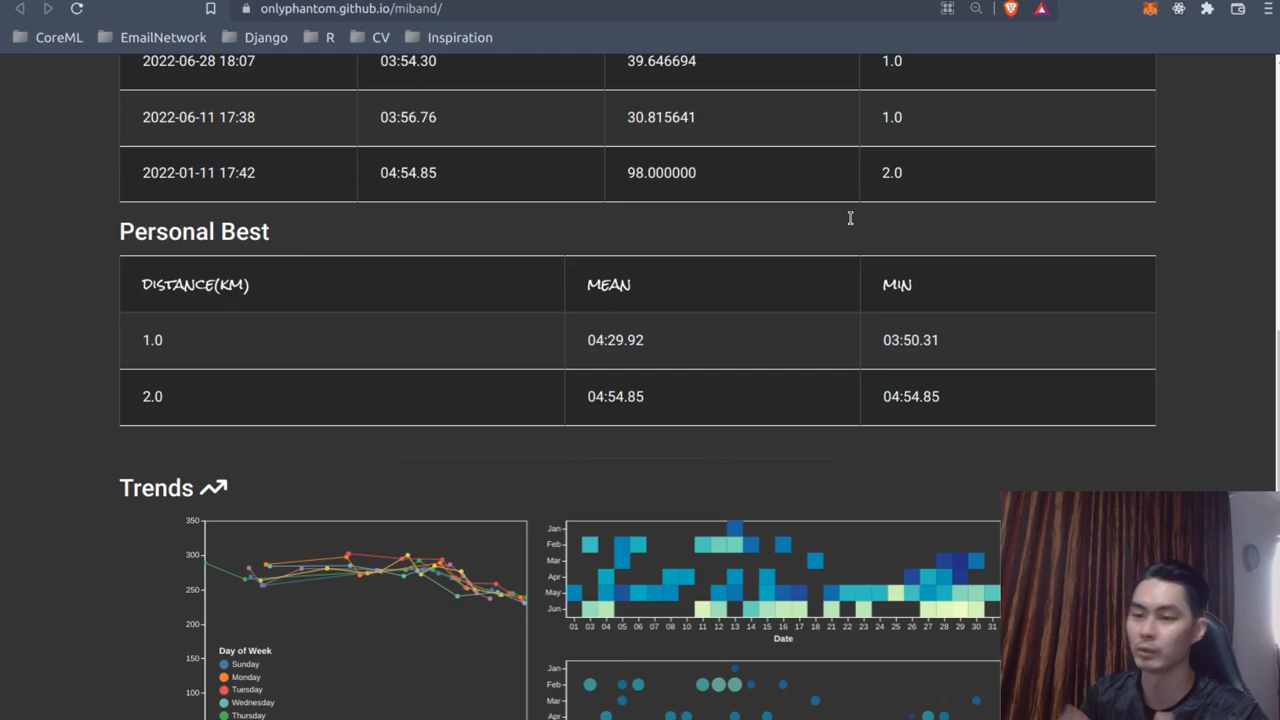 onlyphantom.github.io/miband/
CoreML EmailNetwork Django R CV Inspiration
2022-06-28 18:07 03:54.30 39.646694 1.0
2022-06-11 17:38 03:56.76 30.815641 1.0
2022-01-11 17:42 04:54.85 98.000000 2.0
Personal Best
DISTANCE(KM) MEAN MIN
1.0 04:29.92 03:50.31
2.0 04:54.85 04:54.85
Trends
350
300
250
200
150
100
Day of Week
Sunday
Monday
Tuesday
Wednesday
Thursday
Jan
Feb
Mar
Apr
May
Jun
01 03 04 05 06 07 08 10 11 12 13 14 15 16 17 18 21 22 23 24 25 26 27 28 29 30 31
Date
Jan
Feb
Mar
Apr